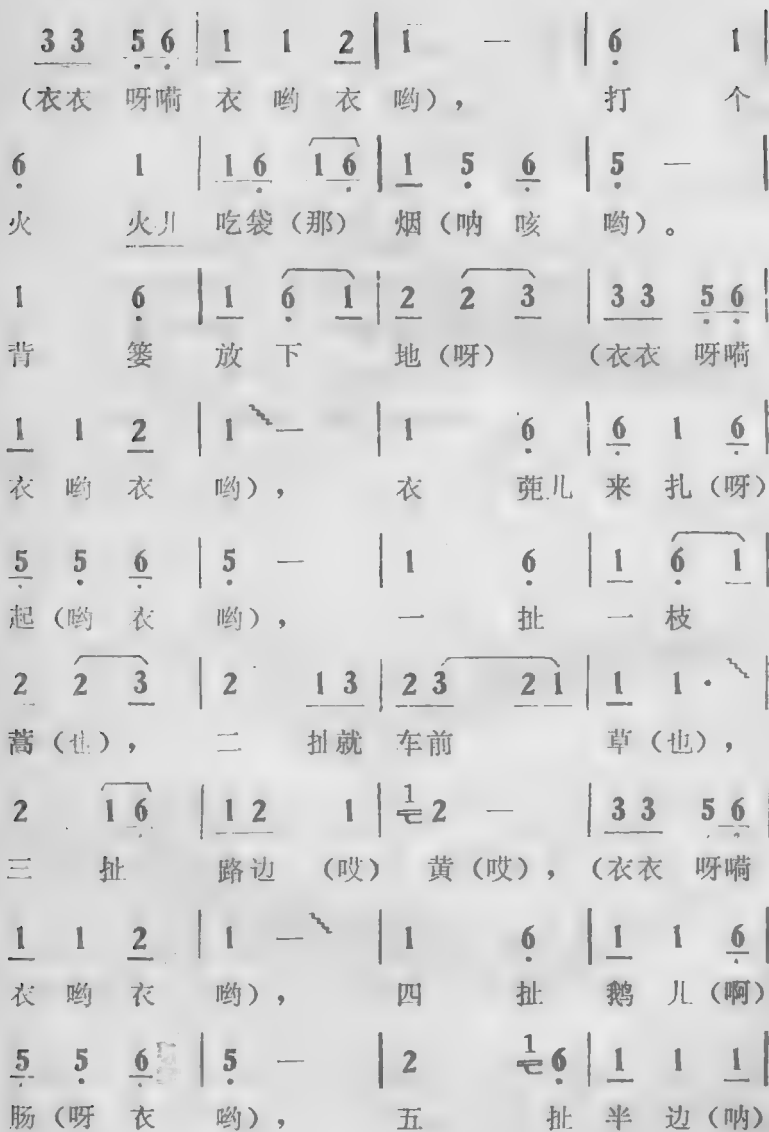 3 3 5 6 | 1 1 2 | 1 — | 6 1
（衣衣 呀嗬 衣 哟 衣 哟）， 打 个
6 1 | 1 6 1 6 | 1 5 6 | 5 —
火 火儿 吃袋（那） 烟（呐 咳 哟）。
1 6 | 1 6 1 | 2 2 3 | 3 3 5 6 |
背 篓 放 下 地（呀） （衣衣 呀嗬
1 1 2 | 1 — | 1 6 | 6 1 6
衣 哟 衣 哟）， 衣 蔸儿 来 扎（呀）
5 5 6 | 5 — | 1 6 | 1 6 1
起（哟 衣 哟）， 一 扯 一 枝
2 2 3 | 2 1 3 | 2 3 2 1 | 1 1 ·
蒿（也）， 二 扯就 车前 草（也），
2 1 6 | 1 2 1 | 1 2 — | 3 3 5 6
三 扯 路边 （哎） 黄（哎），（衣衣 呀嗬
1 1 2 | 1 — | 1 6 | 1 1 6
衣 哟 衣 哟）， 四 扯 鹅 儿（啊）
5 5 6 | 5 — | 2 1 6 | 1 1 1
肠（呀 衣 哟）， 五 扯 半 边（呐）